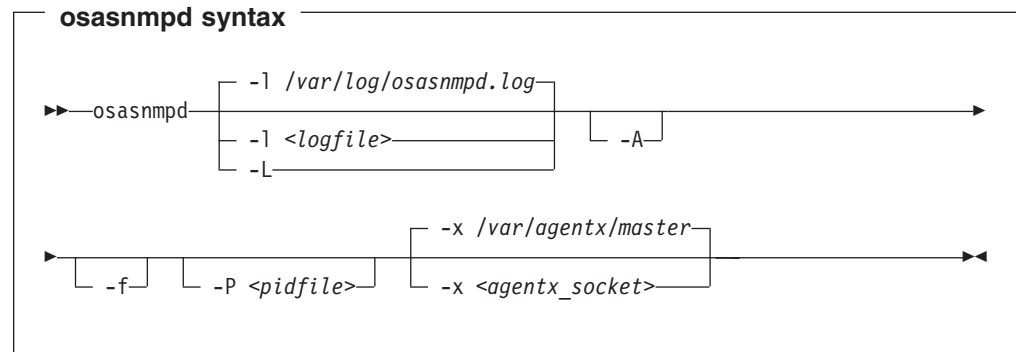 osasnmpd syntax
-l /var/log/osasnmpd.log
osasnmpd
-l <logfile>
-A
-L
-x /var/agentx/master
-f
-P <pidfile>
-x <agentx_socket>